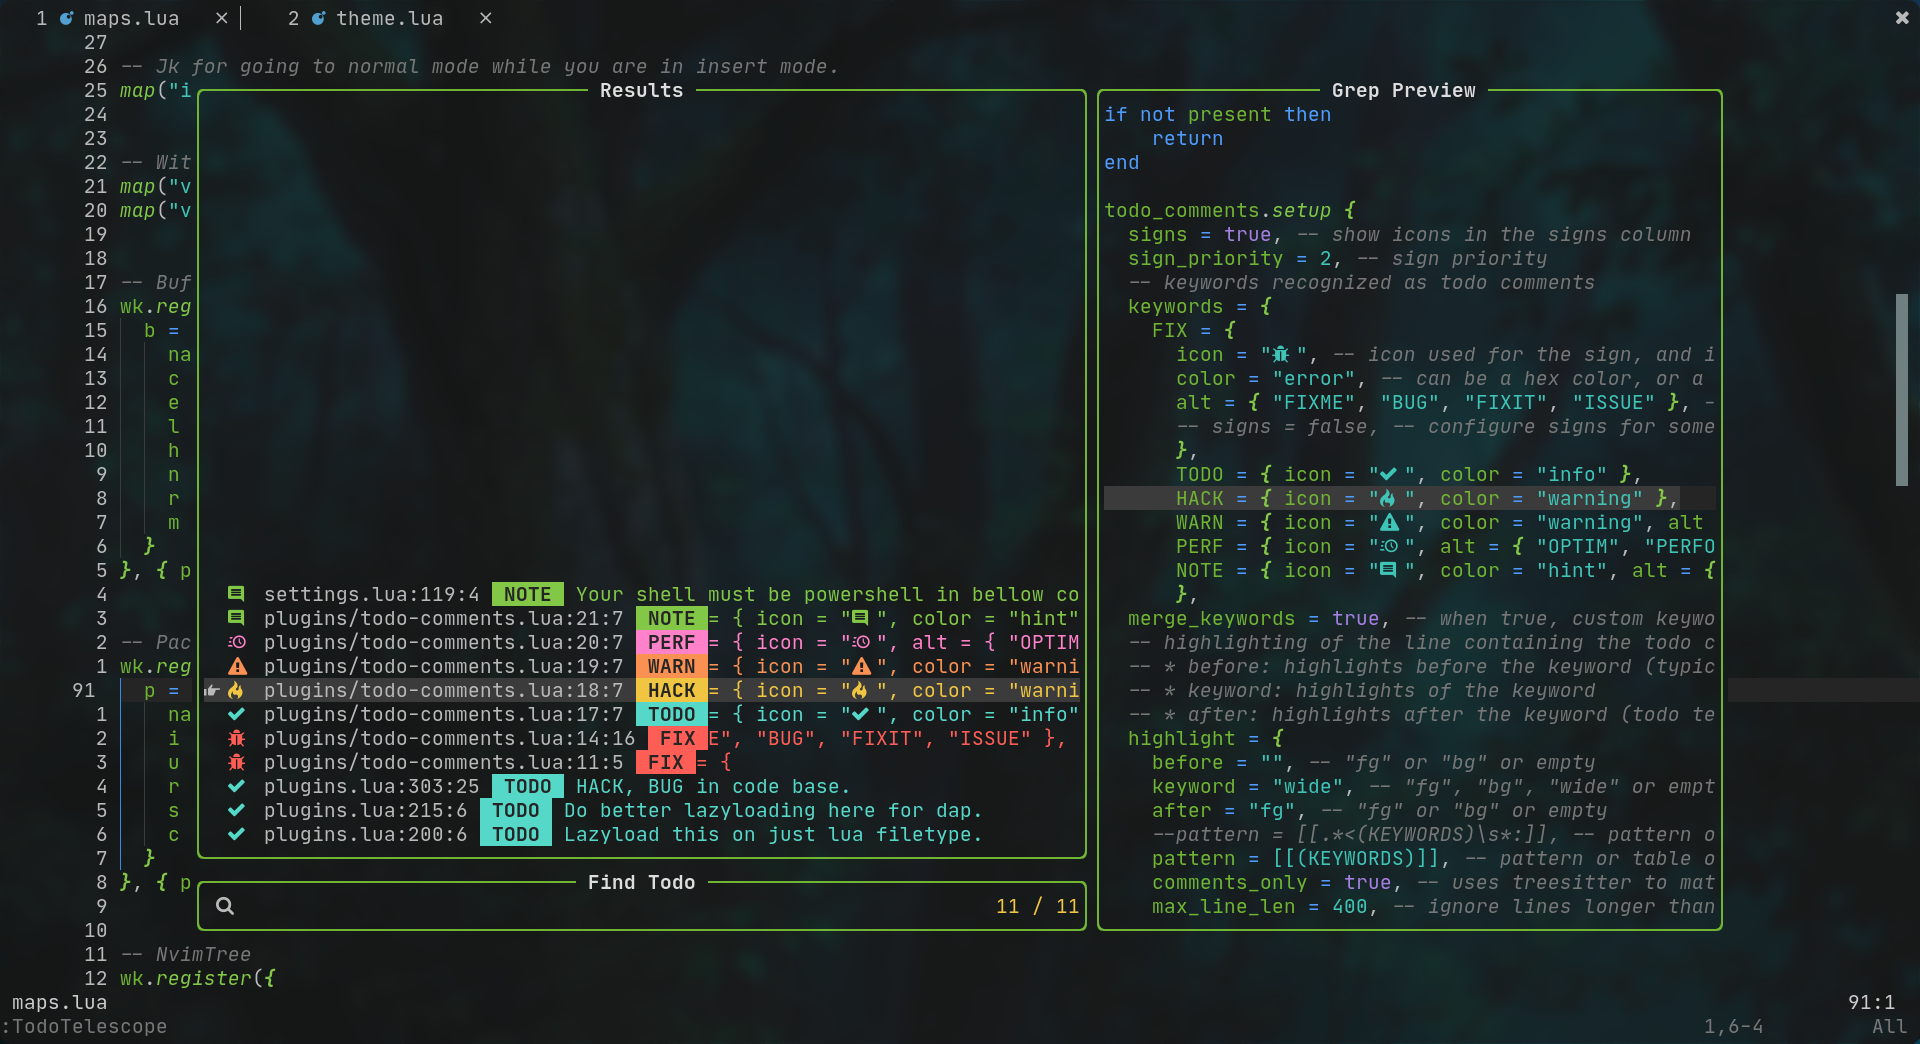 1 maps.lua × 2 theme.lua ×
27
26 -- Jk for going to normal mode while you are in insert mode.
25 map("i
24
23
22 -- Wit
21 map("v
20 map("v
19
18
17 -- Buf
16 wk.reg
15 b =
14 na
13 c
12 e
11 l
10 h
9 n
8 r
7 m
6 }
5 }, { p
4
3
2 -- Pac
1 wk.reg
91 p =
1 na
2 i
3 u
4 r
5 s
6 c
7 }
8 }, { p
9
10
11 -- NvimTree
12 wk.register({
Results
settings.lua:119:4 NOTE Your shell must be powershell in bellow co
plugins/todo-comments.lua:21:7 NOTE = { icon = " ", color = "hint"
plugins/todo-comments.lua:20:7 PERF = { icon = " ", alt = { "OPTIM
plugins/todo-comments.lua:19:7 WARN = { icon = " ", color = "warni
plugins/todo-comments.lua:18:7 HACK = { icon = " ", color = "warni
plugins/todo-comments.lua:17:7 TODO = { icon = " ", color = "info"
plugins/todo-comments.lua:14:16 FIX E", "BUG", "FIXIT", "ISSUE" },
plugins/todo-comments.lua:11:5 FIX = {
plugins.lua:303:25 TODO HACK, BUG in code base.
plugins.lua:215:6 TODO Do better lazyloading here for dap.
plugins.lua:200:6 TODO Lazyload this on just lua filetype.
Find Todo
11 / 11
Grep Preview
if not present then
return
end
todo_comments.setup {
signs = true, -- show icons in the signs column
sign_priority = 2, -- sign priority
-- keywords recognized as todo comments
keywords = {
FIX = {
icon = " ", -- icon used for the sign, and i
color = "error", -- can be a hex color, or a
alt = { "FIXME", "BUG", "FIXIT", "ISSUE" }, -
-- signs = false, -- configure signs for some
},
TODO = { icon = " ", color = "info" },
HACK = { icon = " ", color = "warning" },
WARN = { icon = " ", color = "warning", alt
PERF = { icon = " ", alt = { "OPTIM", "PERFO
NOTE = { icon = " ", color = "hint", alt = {
},
merge_keywords = true, -- when true, custom keywo
-- highlighting of the line containing the todo c
-- * before: highlights before the keyword (typic
-- * keyword: highlights of the keyword
-- * after: highlights after the keyword (todo te
highlight = {
before = "", -- "fg" or "bg" or empty
keyword = "wide", -- "fg", "bg", "wide" or empt
after = "fg", -- "fg" or "bg" or empty
--pattern = [[.*<(KEYWORDS)\s*:]], -- pattern o
pattern = [[(KEYWORDS)]], -- pattern or table o
comments_only = true, -- uses treesitter to mat
max_line_len = 400, -- ignore lines longer than
maps.lua 91:1
:TodoTelescope 1,6-4 All